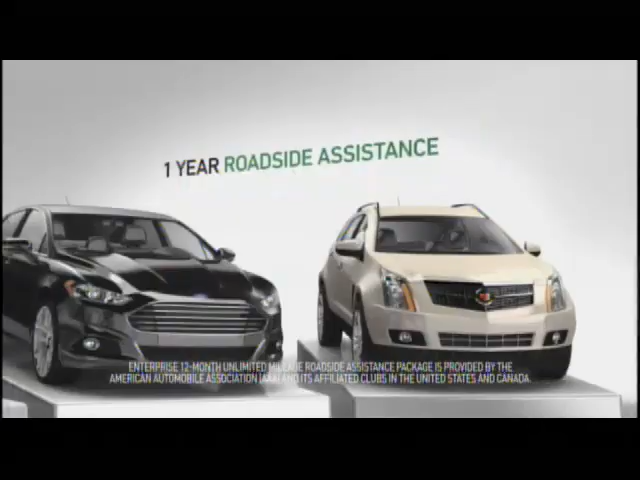 1 YEAR ROADSIDE ASSISTANCE
ENTERPRISE 12-MONTH UNLIMITED MILEAGE ROADSIDE ASSISTANCE PACKAGE IS PROVIDED BY THE
AMERICAN AUTOMOBILE ASSOCIATION (AAA) AND ITS AFFILIATED CLUBS IN THE UNITED STATES AND CANADA.